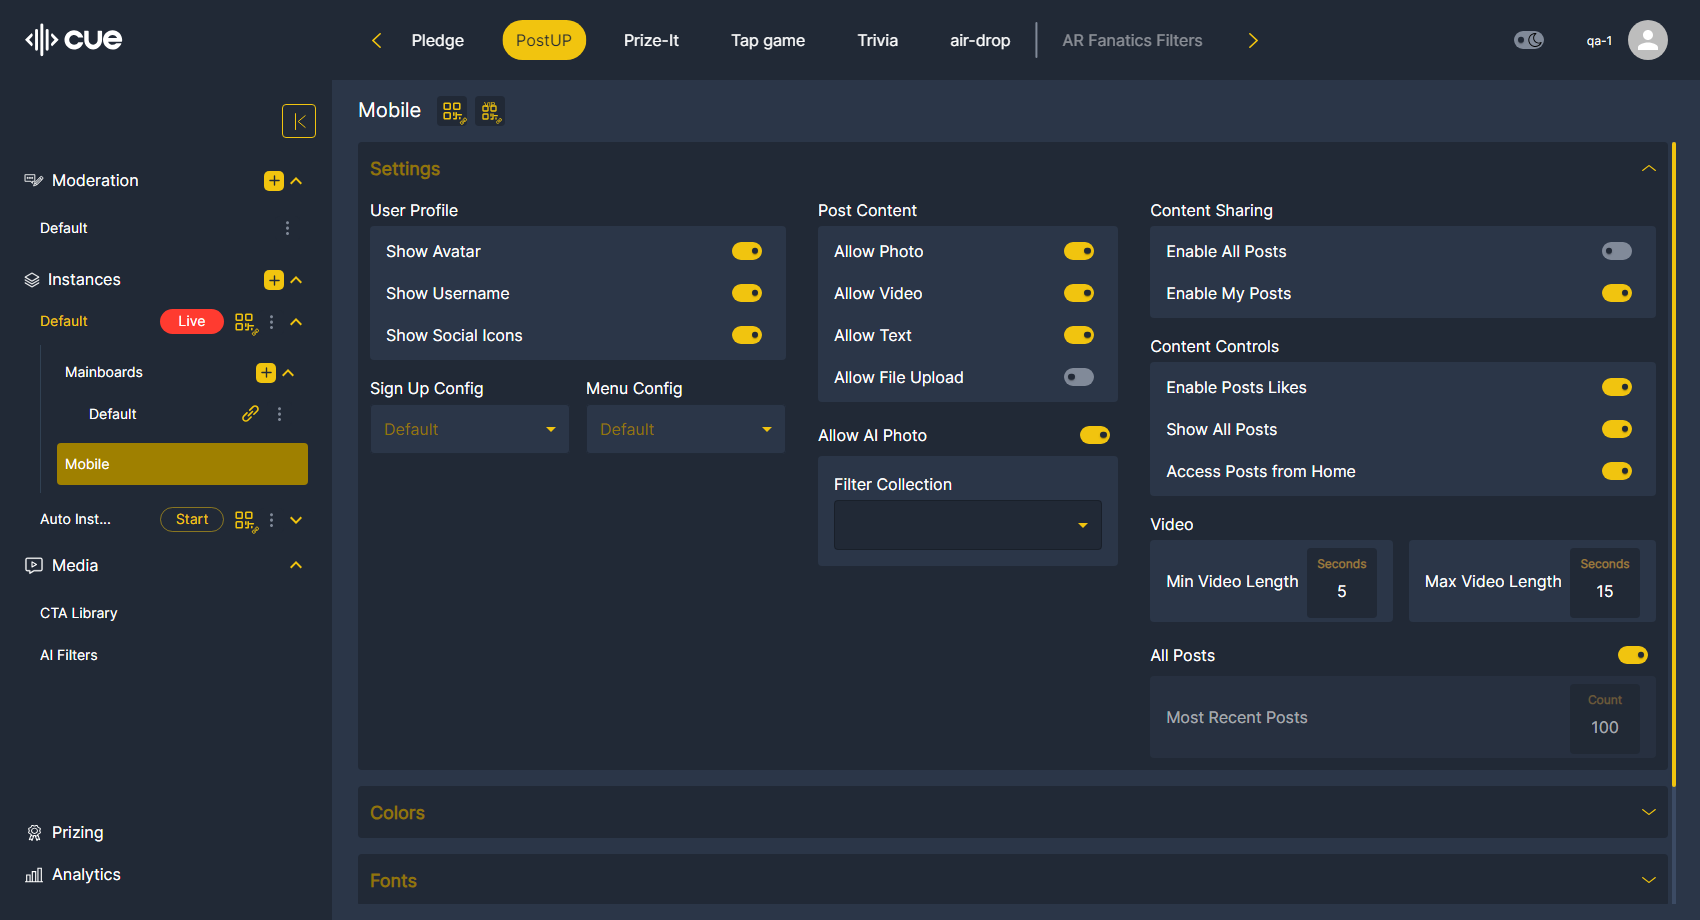 cue
Pledge
PostUP
Prize-It
Tap game
Trivia
air-drop
AR Fanatics Filters
qa-1
Moderation
Default
Instances
Default
Live
Mainboards
Default
Mobile
Auto Inst...
Start
Media
CTA Library
AI Filters
Prizing
Analytics
Mobile
VIP
Settings
User Profile
Show Avatar
Show Username
Show Social Icons
Sign Up Config
Default
Menu Config
Default
Post Content
Allow Photo
Allow Video
Allow Text
Allow File Upload
Allow AI Photo
Filter Collection
Content Sharing
Enable All Posts
Enable My Posts
Content Controls
Enable Posts Likes
Show All Posts
Access Posts from Home
Video
Min Video Length
Seconds
5
Max Video Length
Seconds
15
All Posts
Most Recent Posts
Count
100
Colors
Fonts